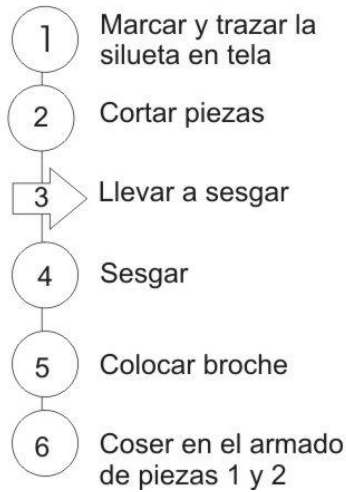 1 Marcar y trazar la
silueta en tela
2 Cortar piezas
3 Llevar a sesgar
4 Sesgar
5 Colocar broche
6 Coser en el armado
de piezas 1 y 2